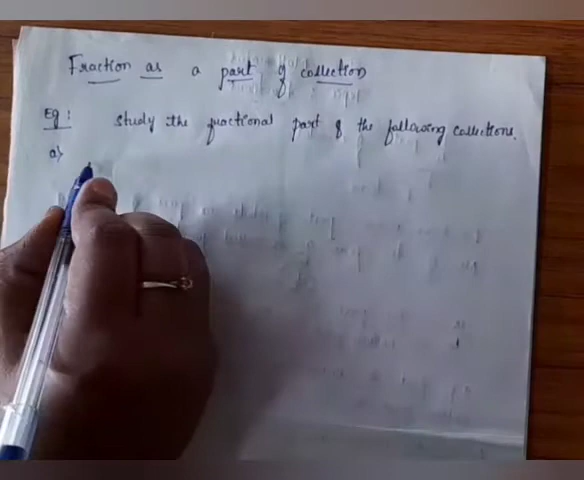 Fraction as a part of collection
Eg : study the fractional part of the following collections.
a)